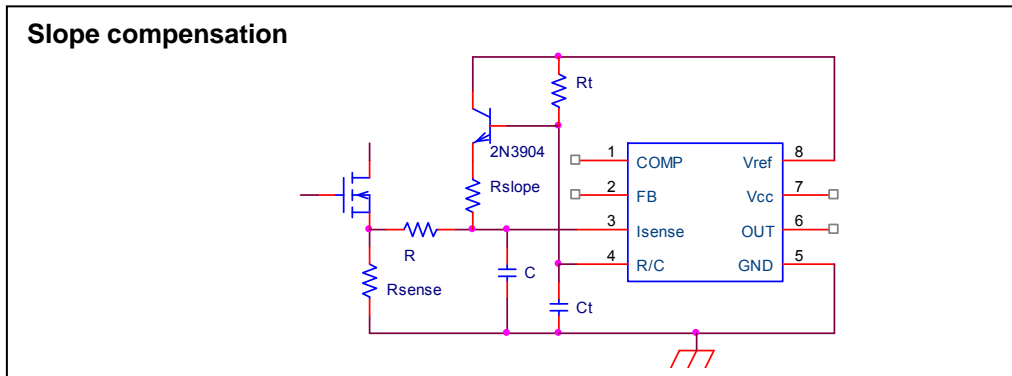 Slope compensation
Rt
2N3904
Rslope
1 COMP Vref 8
2 FB Vcc 7
3 Isense OUT 6
4 R/C GND 5
R
C
Rsense
Ct